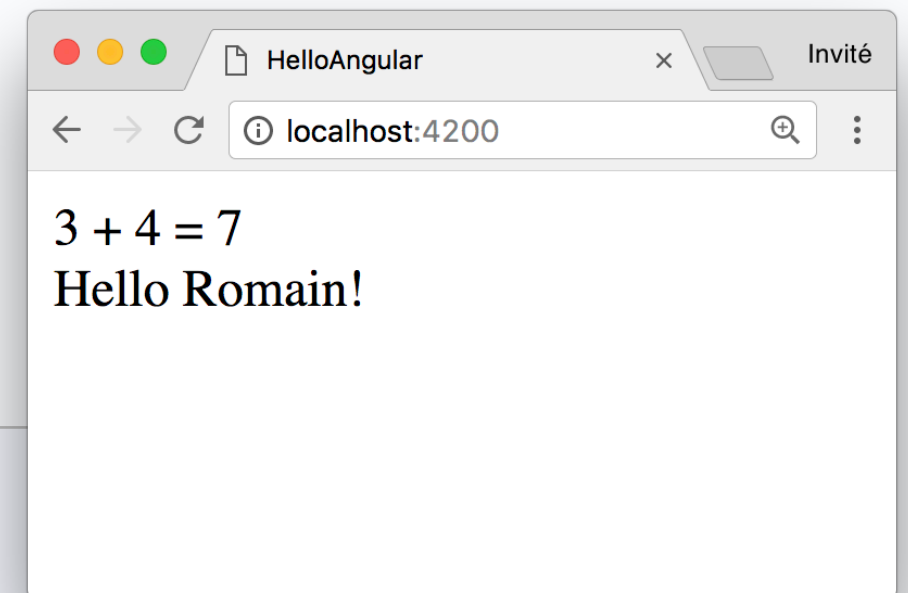 HelloAngular
Invité
localhost:4200
3 + 4 = 7
Hello Romain!